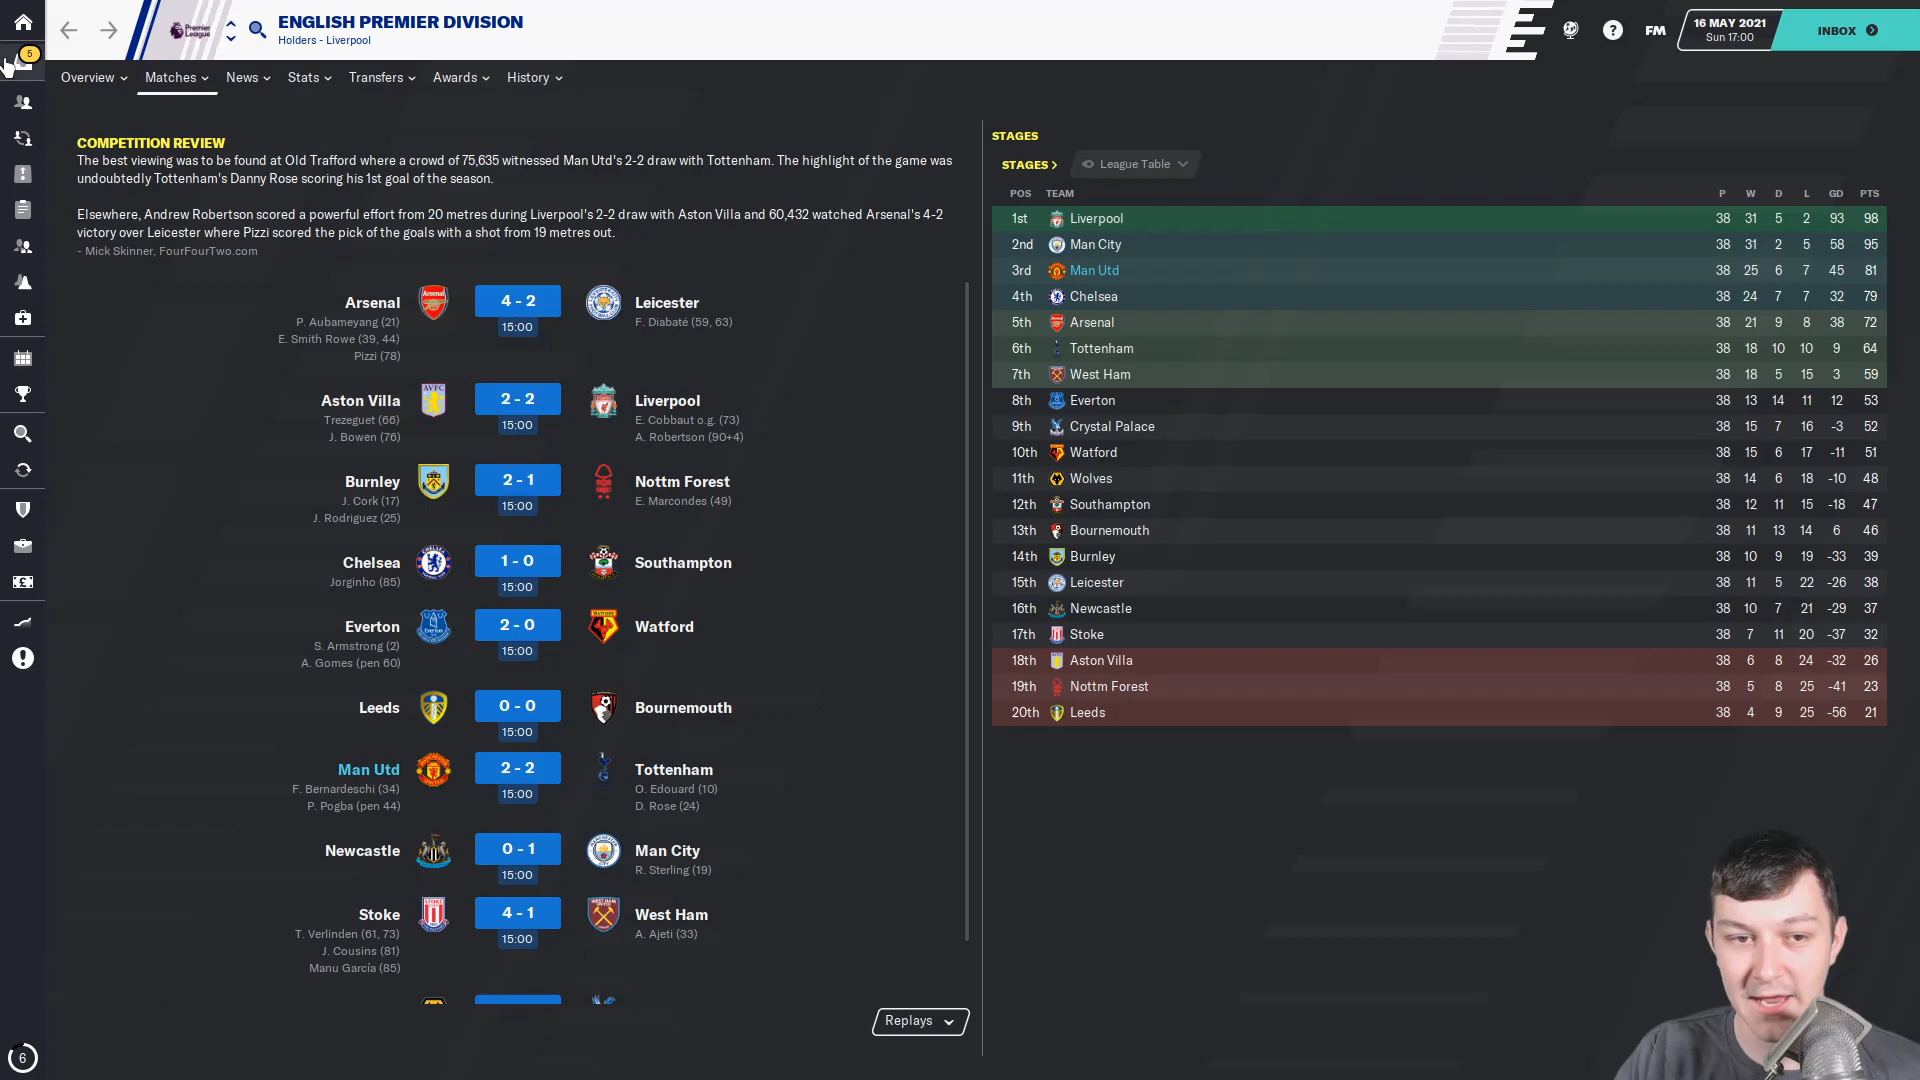 5
Premier League
ENGLISH PREMIER DIVISION
Holders - Liverpool
?
FM
16 MAY 2021
Sun 17:00
INBOX
Overview
Matches
News
Stats
Transfers
Awards
History
COMPETITION REVIEW
The best viewing was to be found at Old Trafford where a crowd of 75,635 witnessed Man Utd's 2-2 draw with Tottenham. The highlight of the game was
undoubtedly Tottenham's Danny Rose scoring his 1st goal of the season.
Elsewhere, Andrew Robertson scored a powerful effort from 20 metres during Liverpool's 2-2 draw with Aston Villa and 60,432 watched Arsenal's 4-2
victory over Leicester where Pizzi scored the pick of the goals with a shot from 19 metres out.
- Mick Skinner, FourFourTwo.com
Arsenal 4 - 2 Leicester
P. Aubameyang (21) 15:00 F. Diabaté (59, 63)
E. Smith Rowe (39, 44)
Pizzi (78)
Aston Villa AVFC 2 - 2 Liverpool
Trezeguet (66) 15:00 E. Cobbaut o.g. (73)
J. Bowen (76) A. Robertson (90+4)
Burnley 2 - 1 Nottm Forest
J. Cork (17) 15:00 E. Marcondes (49)
J. Rodriguez (25)
Chelsea 1 - 0 Southampton
Jorginho (85) 15:00
Everton 2 - 0 Watford
S. Armstrong (2) 15:00
A. Gomes (pen 60)
Leeds 0 - 0 Bournemouth
15:00
Man Utd 2 - 2 Tottenham
F. Bernardeschi (34) 15:00 O. Edouard (10)
P. Pogba (pen 44) D. Rose (24)
Newcastle 0 - 1 Man City
15:00 R. Sterling (19)
Stoke 4 - 1 West Ham
T. Verlinden (61, 73) 15:00 A. Ajeti (33)
J. Cousins (81)
Manu García (85)
Replays
6
STAGES
STAGES > League Table
POS TEAM P W D L GD PTS
1st Liverpool 38 31 5 2 93 98
2nd Man City 38 31 2 5 58 95
3rd Man Utd 38 25 6 7 45 81
4th Chelsea 38 24 7 7 32 79
5th Arsenal 38 21 9 8 38 72
6th Tottenham 38 18 10 10 9 64
7th West Ham 38 18 5 15 3 59
8th Everton 38 13 14 11 12 53
9th Crystal Palace 38 15 7 16 -3 52
10th Watford 38 15 6 17 -11 51
11th Wolves 38 14 6 18 -10 48
12th Southampton 38 12 11 15 -18 47
13th Bournemouth 38 11 13 14 6 46
14th Burnley 38 10 9 19 -33 39
15th Leicester 38 11 5 22 -26 38
16th Newcastle 38 10 7 21 -29 37
17th Stoke 38 7 11 20 -37 32
18th Aston Villa 38 6 8 24 -32 26
19th Nottm Forest 38 5 8 25 -41 23
20th Leeds 38 4 9 25 -56 21